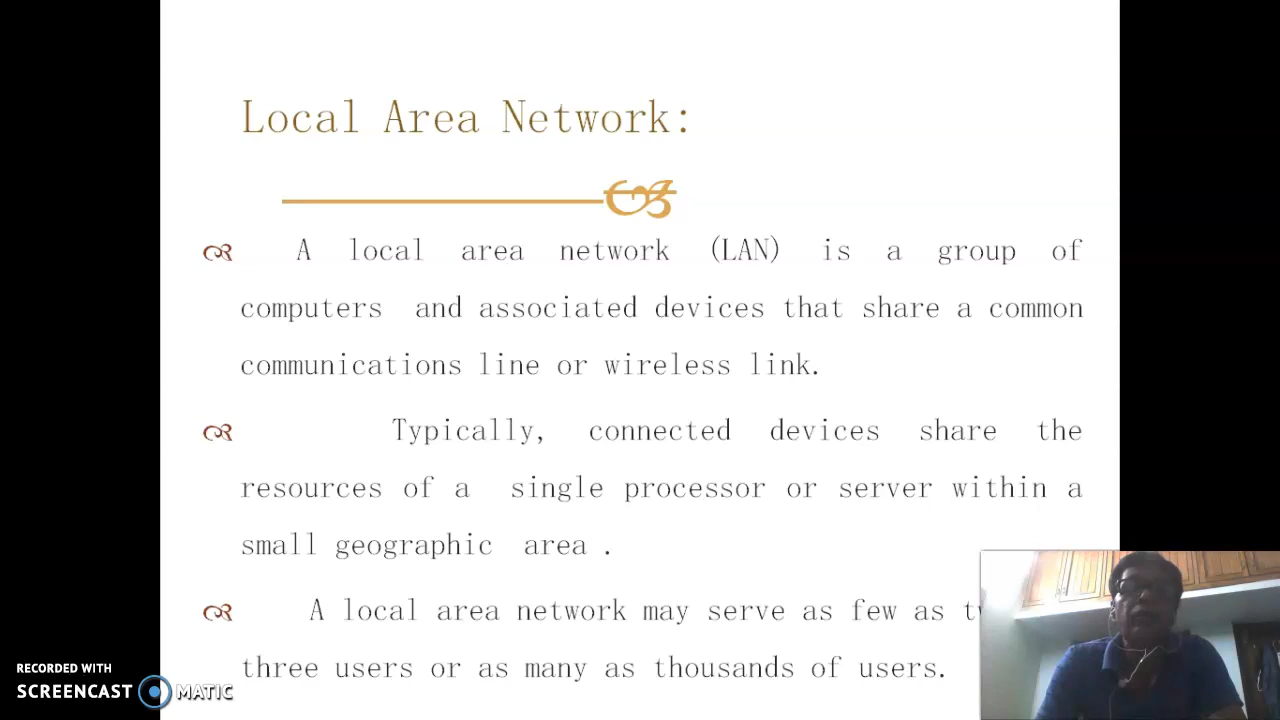 Local Area Network:
A local area network (LAN) is a group of
computers and associated devices that share a common
communications line or wireless link.
Typically, connected devices share the
resources of a single processor or server within a
small geographic area .
A local area network may serve as few as
three users or as many as thousands of users.
RECORDED WITH
SCREENCAST MATIC